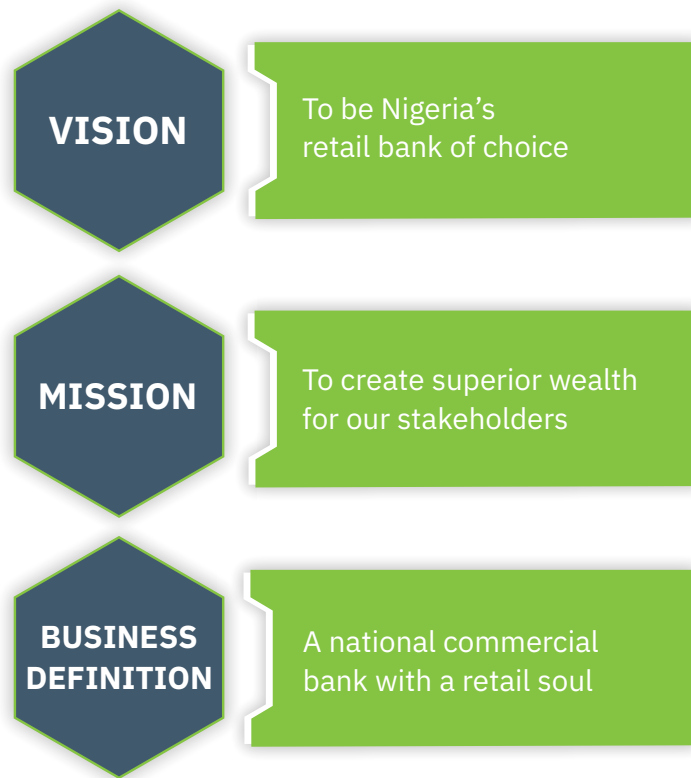 VISION
To be Nigeria's
retail bank of choice
MISSION
To create superior wealth
for our stakeholders
BUSINESS
DEFINITION
A national commercial
bank with a retail soul